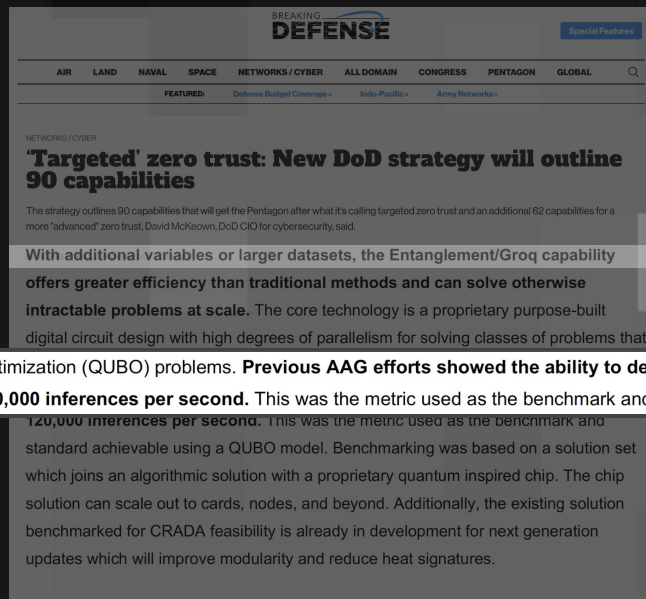 BREAKING
DEFENSE
Special Features
AIR LAND NAVAL SPACE NETWORKS / CYBER ALL DOMAIN CONGRESS PENTAGON GLOBAL
FEATURED: Defense Budget Coverage » Indo-Pacific » Army Networks »
NETWORKS / CYBER
‘Targeted’ zero trust: New DoD strategy will outline
90 capabilities
The strategy outlines 90 capabilities that will get the Pentagon after what it's calling targeted zero trust and an additional 62 capabilities for a
more "advanced" zero trust, David McKeown, DoD CIO for cybersecurity, said.
With additional variables or larger datasets, the Entanglement/Groq capability
offers greater efficiency than traditional methods and can solve otherwise
intractable problems at scale. The core technology is a proprietary purpose-built
digital circuit design with high degrees of parallelism for solving classes of problems that
timization (QUBO) problems. Previous AAG efforts showed the ability to de
0,000 inferences per second. This was the metric used as the benchmark and
120,000 inferences per second. This was the metric used as the benchmark and
standard achievable using a QUBO model. Benchmarking was based on a solution set
which joins an algorithmic solution with a proprietary quantum inspired chip. The chip
solution can scale out to cards, nodes, and beyond. Additionally, the existing solution
benchmarked for CRADA feasibility is already in development for next generation
updates which will improve modularity and reduce heat signatures.